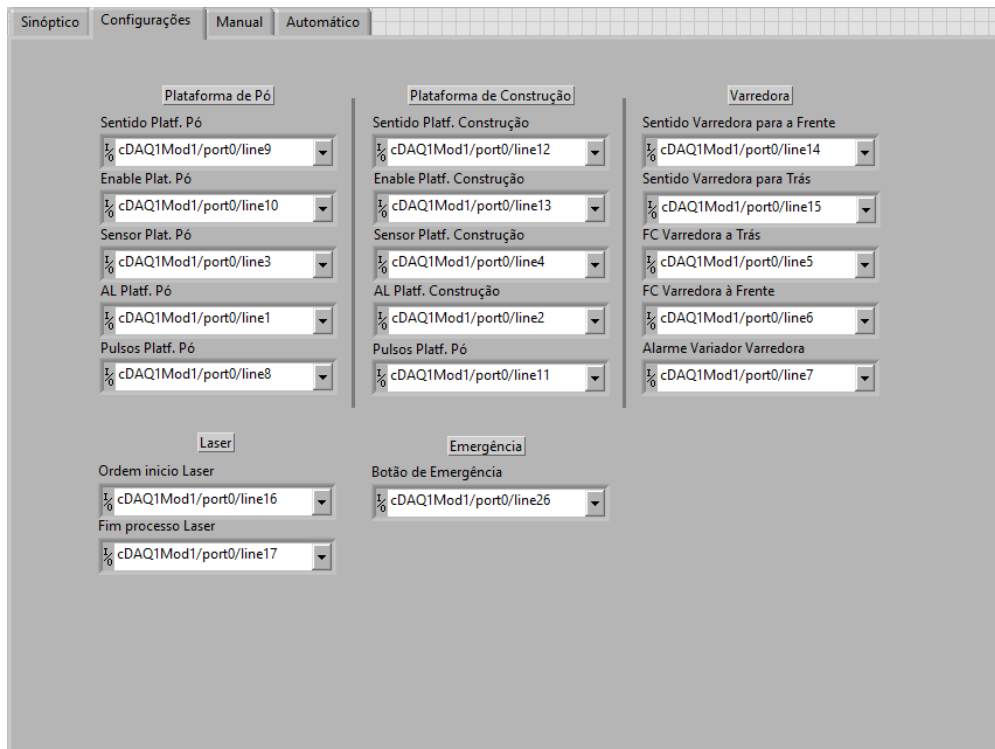 Sinóptico Configurações Manual Automático
Plataforma de Pó
Sentido Platf. Pó
cDAQ1Mod1/port0/line9
Enable Plat. Pó
cDAQ1Mod1/port0/line10
Sensor Plat. Pó
cDAQ1Mod1/port0/line3
AL Platf. Pó
cDAQ1Mod1/port0/line1
Pulsos Platf. Pó
cDAQ1Mod1/port0/line8
Plataforma de Construção
Sentido Platf. Construção
cDAQ1Mod1/port0/line12
Enable Platf. Construção
cDAQ1Mod1/port0/line13
Sensor Platf. Construção
cDAQ1Mod1/port0/line4
AL Platf. Construção
cDAQ1Mod1/port0/line2
Pulsos Platf. Pó
cDAQ1Mod1/port0/line11
Varredora
Sentido Varredora para a Frente
cDAQ1Mod1/port0/line14
Sentido Varredora para Trás
cDAQ1Mod1/port0/line15
FC Varredora a Trás
cDAQ1Mod1/port0/line5
FC Varredora à Frente
cDAQ1Mod1/port0/line6
Alarme Variador Varredora
cDAQ1Mod1/port0/line7
Laser
Ordem inicio Laser
cDAQ1Mod1/port0/line16
Fim processo Laser
cDAQ1Mod1/port0/line17
Emergência
Botão de Emergência
cDAQ1Mod1/port0/line26